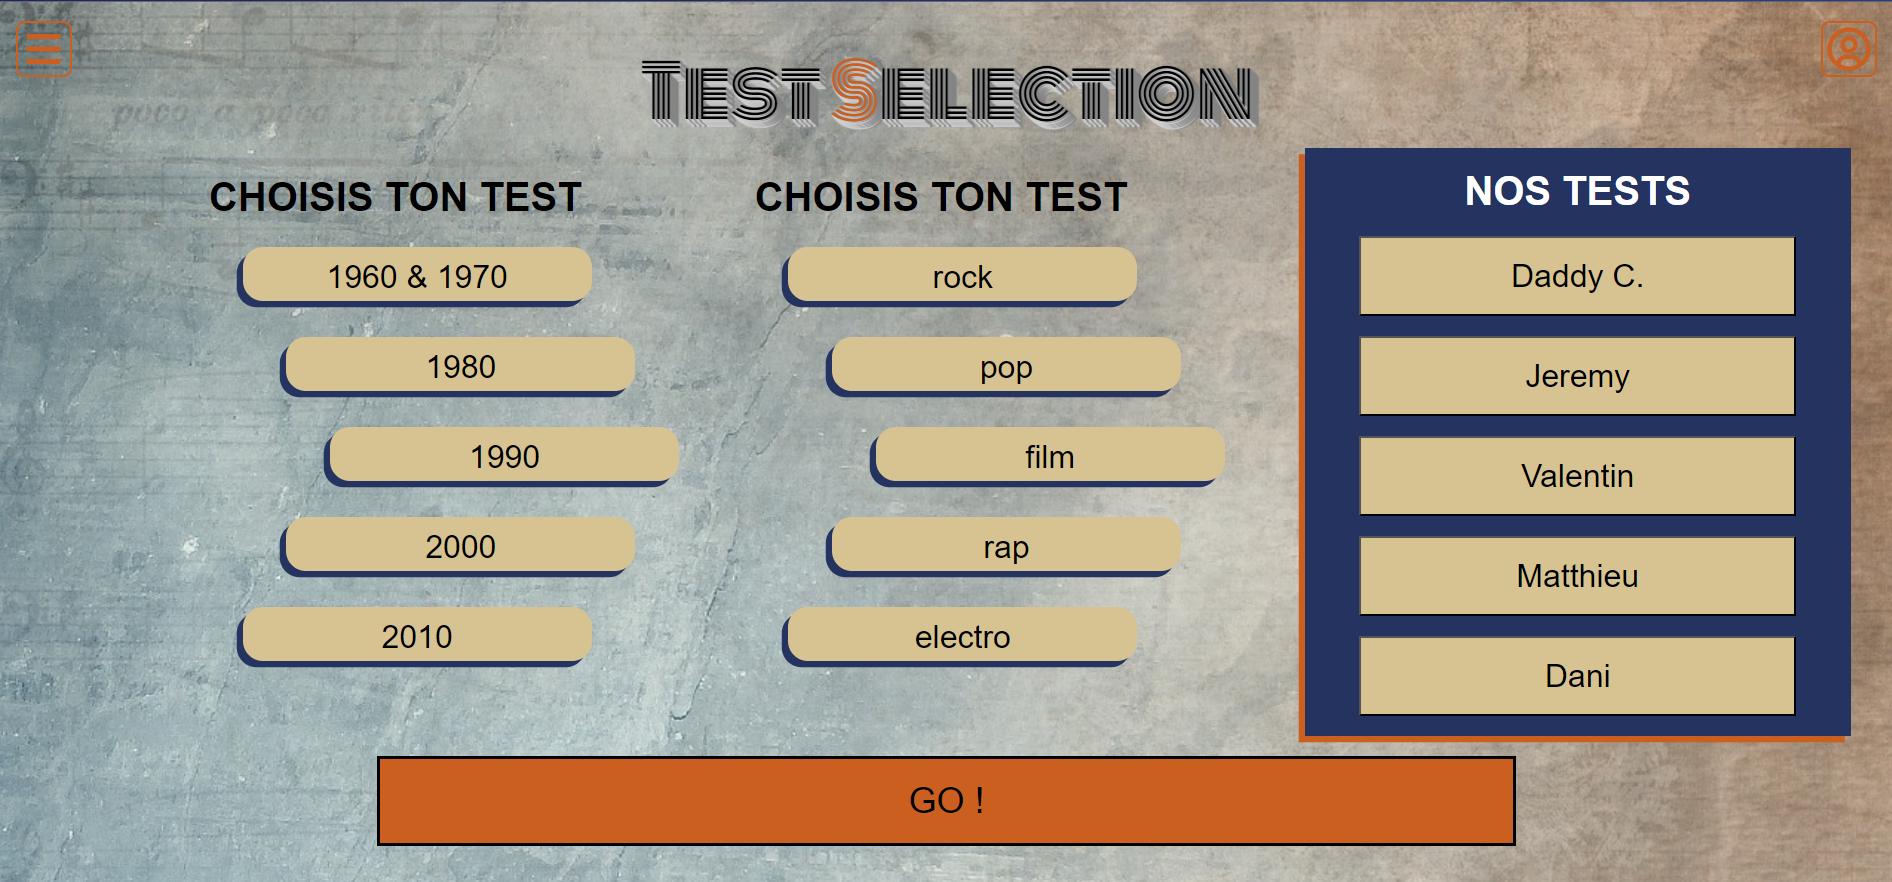 TEST SELECTION
CHOISIS TON TEST
1960 & 1970
1980
1990
2000
2010
CHOISIS TON TEST
rock
pop
film
rap
electro
NOS TESTS
Daddy C.
Jeremy
Valentin
Matthieu
Dani
GO !